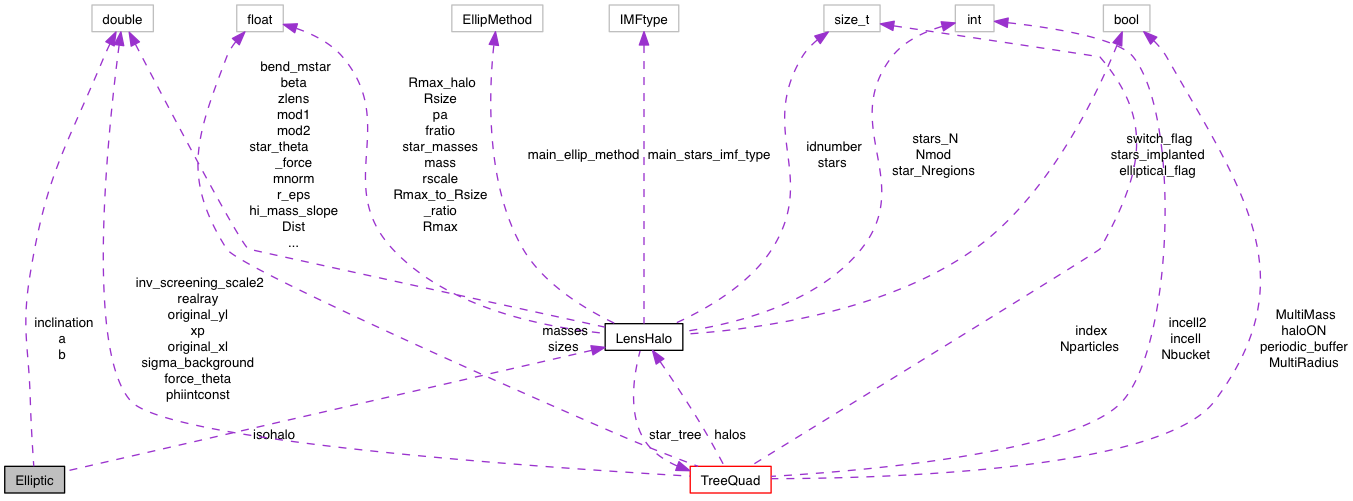 double
float
EllipMethod
IMFtype
size_t
int
bool
bend_mstar
beta
zlens
mod1
mod2
star_theta
_force
mnorm
r_eps
hi_mass_slope
Dist
...
Rmax_halo
Rsize
pa
fratio
star_masses
mass
rscale
Rmax_to_Rsize
_ratio
Rmax
main_ellip_method
main_stars_imf_type
idnumber
stars
stars_N
Nmod
star_Nregions
switch_flag
stars_implanted
elliptical_flag
inclination
a
b
inv_screening_scale2
realray
original_yl
xp
original_xl
sigma_background
force_theta
phiintconst
masses
sizes
LensHalo
index
Nparticles
incell2
incell
Nbucket
MultiMass
haloON
periodic_buffer
MultiRadius
isohalo
star_tree
halos
Elliptic
TreeQuad